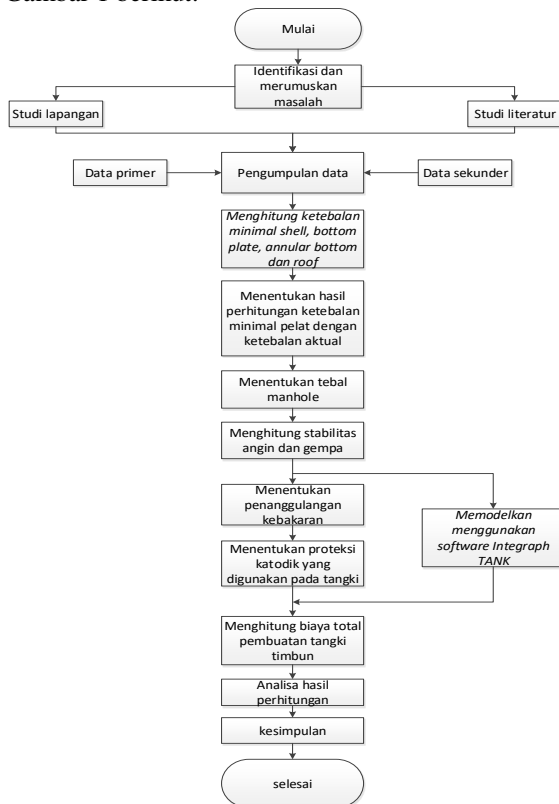 Gambar 1 berikut.
Mulai
Identifikasi dan
merumuskan
masalah
Studi lapangan
Studi literatur
Data primer
Pengumpulan data
Data sekunder
Menghitung ketebalan
minimal shell, bottom
plate, annular bottom
dan roof
Menentukan hasil
perhitungan ketebalan
minimal pelat dengan
ketebalan aktual
Menentukan tebal
manhole
Menghitung stabilitas
angin dan gempa
Menentukan
penanggulangan
kebakaran
Memodelkan
menggunakan
software Integraph
TANK
Menentukan proteksi
katodik yang
digunakan pada tangki
Menghitung biaya total
pembuatan tangki
timbun
Analisa hasil
perhitungan
kesimpulan
selesai